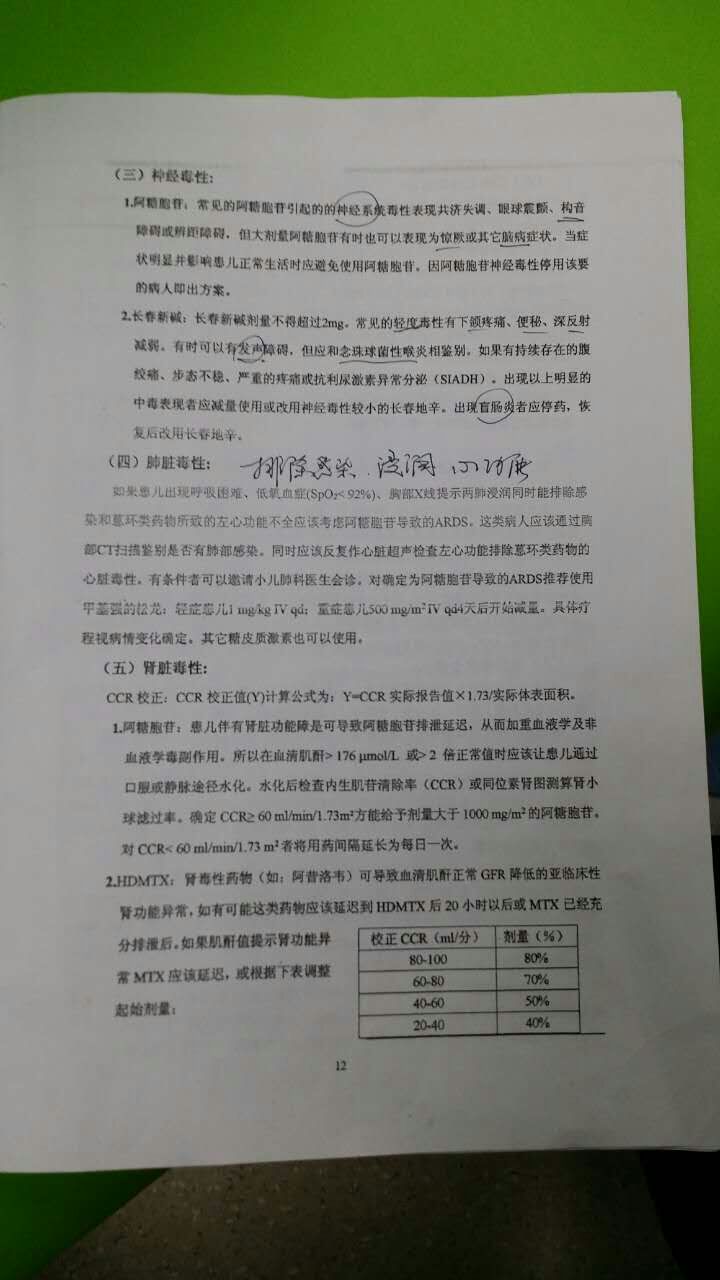 （三）神经毒性：
1.阿糖胞苷：常见的阿糖胞苷引起的的神经系统毒性表现共济失调、眼球震颤、构音
障碍或辨距障碍，但大剂量阿糖胞苷有时也可以表现为惊厥或其它脑病症状。当症
状明显并影响患儿正常生活时应避免使用阿糖胞苷。因阿糖胞苷神经毒性停用该要
的病人即出方案。
2.长春新碱：长春新碱剂量不得超过2mg。常见的轻度毒性有下颌疼痛、便秘、深反射
减弱。有时可以有发声障碍，但应和念珠球菌性喉炎相鉴别。如果有持续存在的腹
绞痛、步态不稳、严重的疼痛或抗利尿激素异常分泌（SIADH）。出现以上明显的
中毒表现者应减量使用或改用神经毒性较小的长春地辛。出现盲肠炎者应停药，恢
复后改用长春地辛。
（四）肺脏毒性：
排除感染 浸润 心功能
如果患儿出现呼吸困难、低氧血症(SpO₂< 92%)、胸部X线提示两肺浸润同时能排除感
染和蒽环类药物所致的左心功能不全应该考虑阿糖胞苷导致的ARDS。这类病人应该通过胸
部CT扫描鉴别是否有肺部感染。同时应该反复作心脏超声检查左心功能排除蒽环类药物的
心脏毒性。有条件者可以邀请小儿肺科医生会诊。对确定为阿糖胞苷导致的ARDS推荐使用
甲基强的松龙：轻症患儿1 mg/kg IV qd；重症患儿500 mg/m² IV qd4天后开始减量。具体疗
程视病情变化确定。其它糖皮质激素也可以使用。
（五）肾脏毒性：
CCR 校正：CCR 校正值(Y)计算公式为：Y=CCR 实际报告值×1.73/实际体表面积。
1.阿糖胞苷：患儿伴有肾脏功能障是可导致阿糖胞苷排泄延迟，从而加重血液学及非
血液学毒副作用。所以在血清肌酐> 176 μmol/L 或> 2 倍正常值时应该让患儿通过
口服或静脉途径水化。水化后检查内生肌苷清除率（CCR）或同位素肾图测算肾小
球滤过率。确定 CCR≥ 60 ml/min/1.73m²方能给予剂量大于 1000 mg/m² 的阿糖胞苷。
对 CCR< 60 ml/min/1.73 m² 者将用药间隔延长为每日一次。
2.HDMTX：肾毒性药物（如：阿昔洛韦）可导致血清肌酐正常 GFR 降低的亚临床性
肾功能异常，如有可能这类药物应该延迟到 HDMTX 后 20 小时以后或 MTX 已经充
分排泄后。如果肌酐值提示肾功能异
常 MTX 应该延迟，或根据下表调整
起始剂量：
校正 CCR（ml/分） 剂量（%）
80-100 80%
60-80 70%
40-60 50%
20-40 40%
12